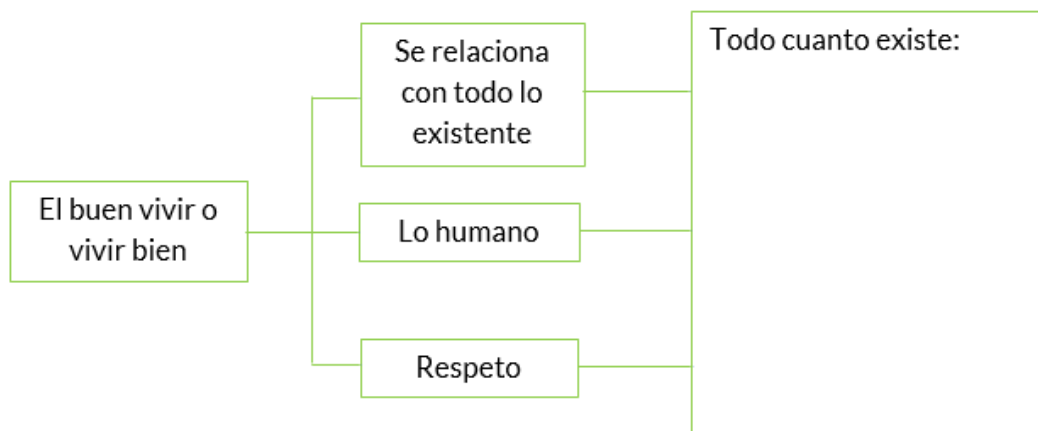 El buen vivir o
vivir bien
Se relaciona
con todo lo
existente
Lo humano
Respeto
Todo cuanto existe: